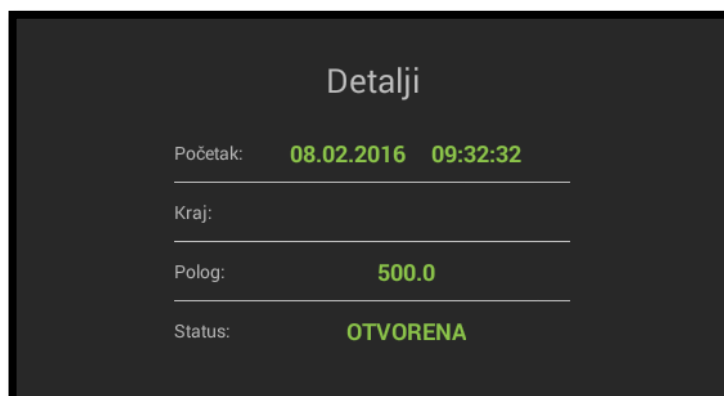 Detalji
Početak: 08.02.2016 09:32:32
Kraj:
Polog: 500.0
Status: OTVORENA